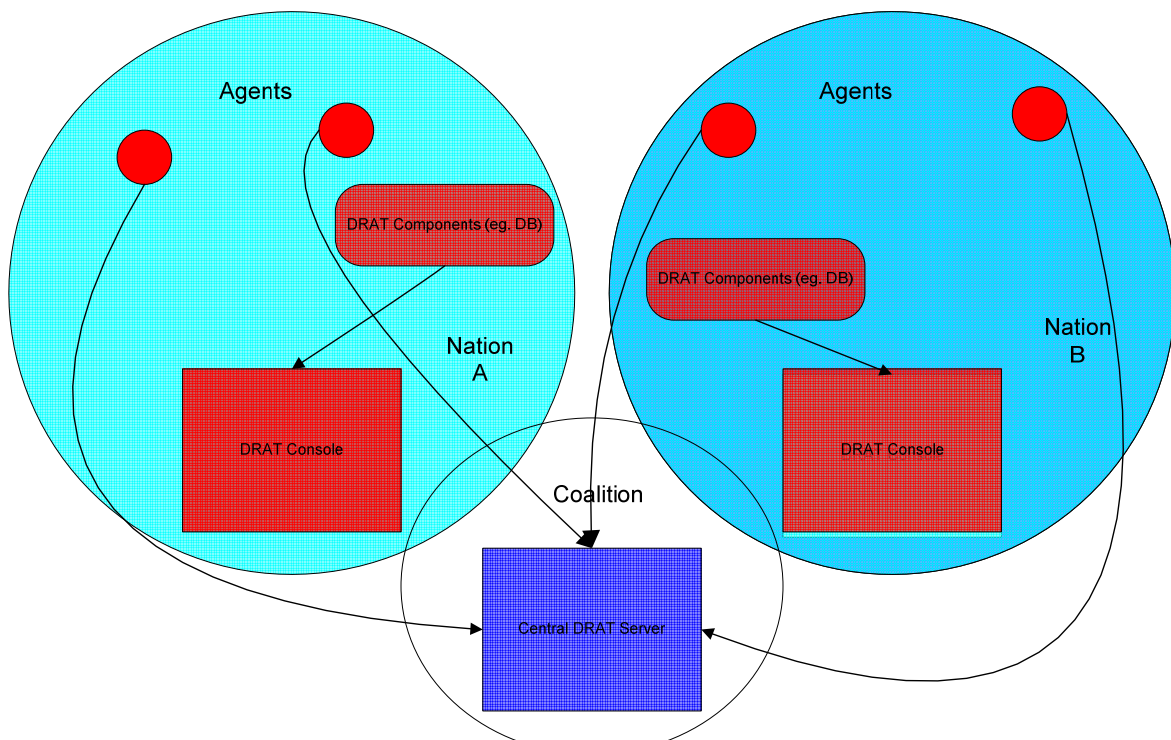 Agents
Agents
DRAT Components (eg. DB)
DRAT Components (eg. DB)
Nation
A
Nation
B
DRAT Console
DRAT Console
Coalition
Central DRAT Server